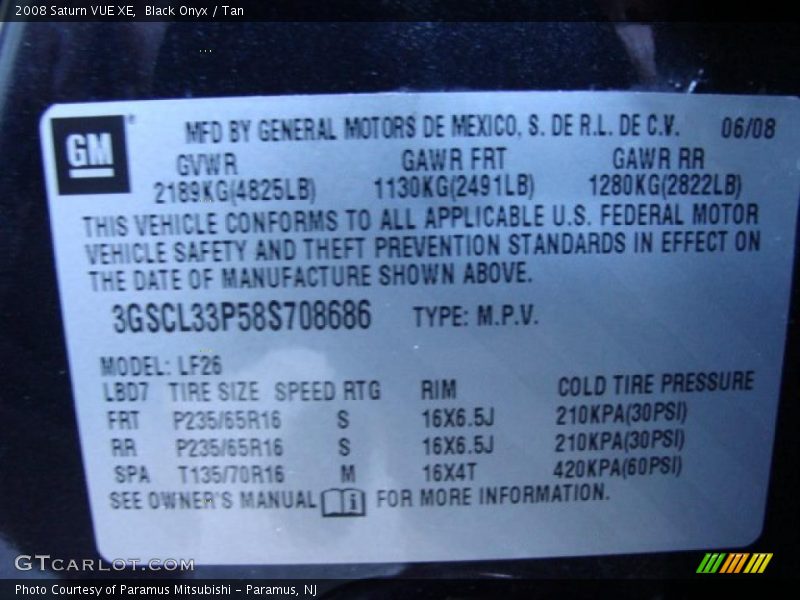 2008 Saturn VUE XE,  Black Onyx / Tan
GM
MFD BY GENERAL MOTORS DE MEXICO, S. DE R.L. DE C.V. 06/08
GVWR GAWR FRT GAWR RR
2189KG(4825LB) 1130KG(2491LB) 1280KG(2822LB)
THIS VEHICLE CONFORMS TO ALL APPLICABLE U.S. FEDERAL MOTOR
VEHICLE SAFETY AND THEFT PREVENTION STANDARDS IN EFFECT ON
THE DATE OF MANUFACTURE SHOWN ABOVE.
3GSCL33P58S708686 TYPE: M.P.V.
MODEL: LF26
LBD7 TIRE SIZE SPEED RTG RIM COLD TIRE PRESSURE
FRT P235/65R16 S 16X6.5J 210KPA(30PSI)
RR P235/65R16 S 16X6.5J 210KPA(30PSI)
SPA T135/70R16 M 16X4T 420KPA(60PSI)
SEE OWNER'S MANUAL i FOR MORE INFORMATION.
GTCARLOT.COM
Photo Courtesy of Paramus Mitsubishi - Paramus, NJ